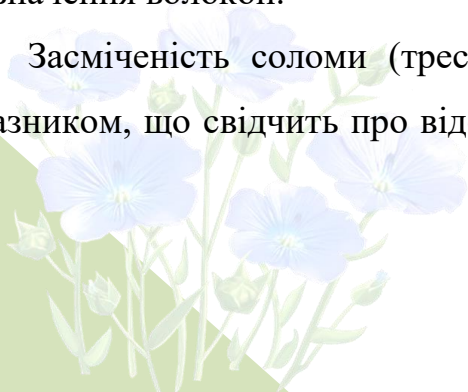 значення волокон.
Засміченість соломи (трес
азником, що свідчить про від